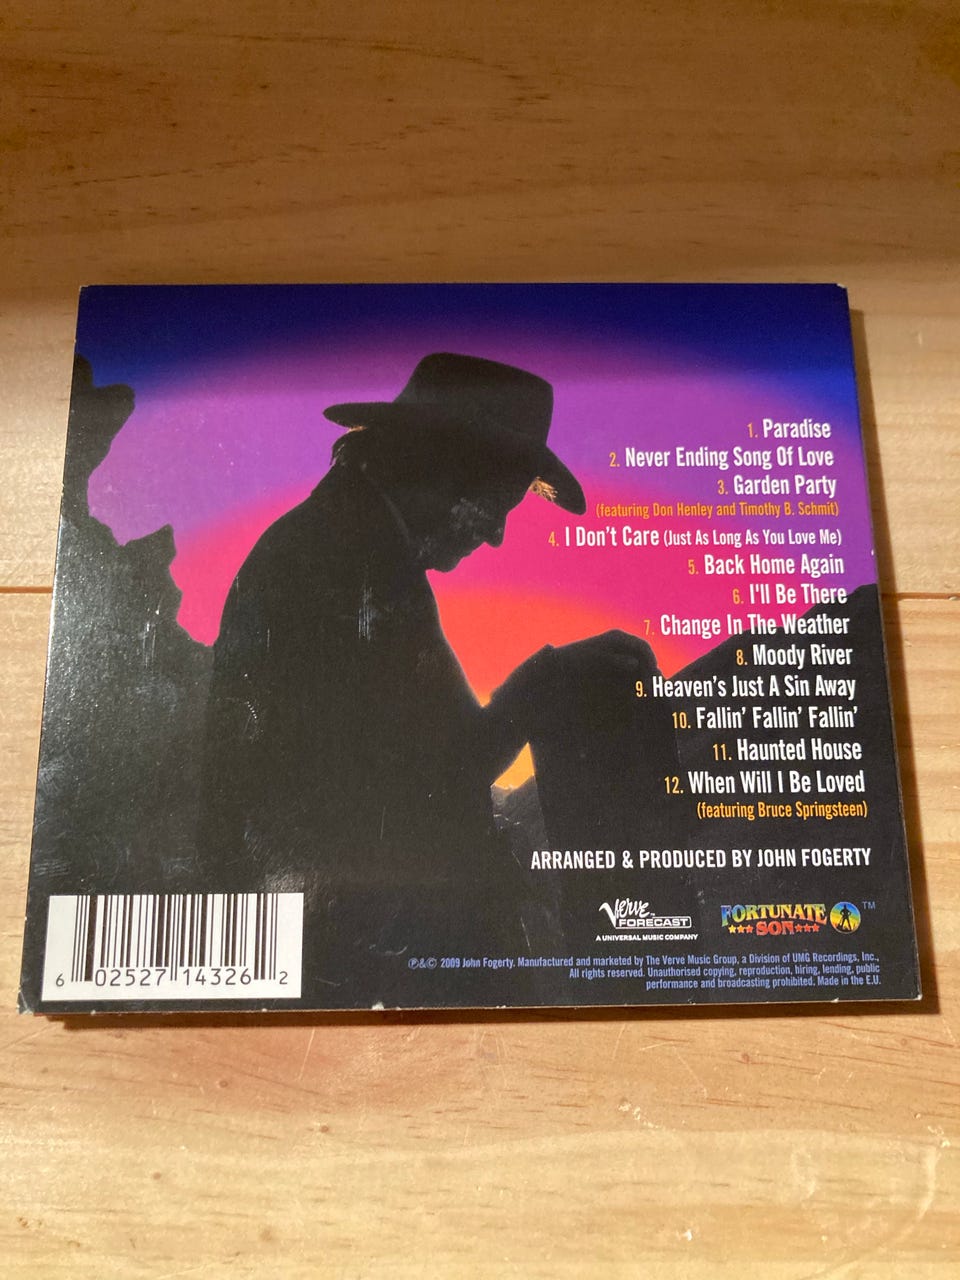 1. Paradise
2. Never Ending Song Of Love
3. Garden Party
(featuring Don Henley and Timothy B. Schmit)
4. I Don't Care (Just As Long As You Love Me)
5. Back Home Again
6. I'll Be There
7. Change In The Weather
8. Moody River
9. Heaven's Just A Sin Away
10. Fallin' Fallin' Fallin'
11. Haunted House
12. When Will I Be Loved
(featuring Bruce Springsteen)
ARRANGED & PRODUCED BY JOHN FOGERTY
Verve
FORECAST
A UNIVERSAL MUSIC COMPANY
FORTUNATE
SON
TM
℗&© 2009 John Fogerty. Manufactured and marketed by The Verve Music Group, a Division of UMG Recordings, Inc.,
All rights reserved. Unauthorised copying, reproduction, hiring, lending, public
performance and broadcasting prohibited. Made in the E.U.
6 02527 14326 2